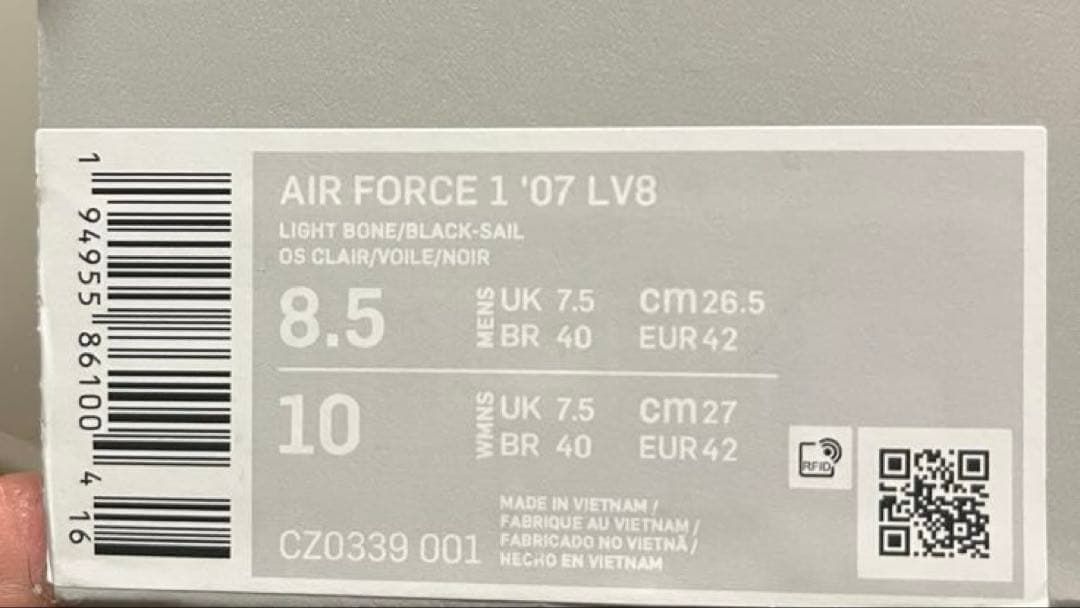 AIR FORCE 1 '07 LV8
LIGHT BONE/BLACK-SAIL
OS CLAIR/VOILE/NOIR
8.5
MENS
UK 7.5 cm 26.5
BR 40 EUR 42
10
WMNS
UK 7.5 cm 27
BR 40 EUR 42
CZ0339 001
MADE IN VIETNAM /
FABRIQUE AU VIETNAM /
FABRICADO NO VIETNÃ /
HECHO EN VIETNAM
RFID
1 94955 86100 4 16